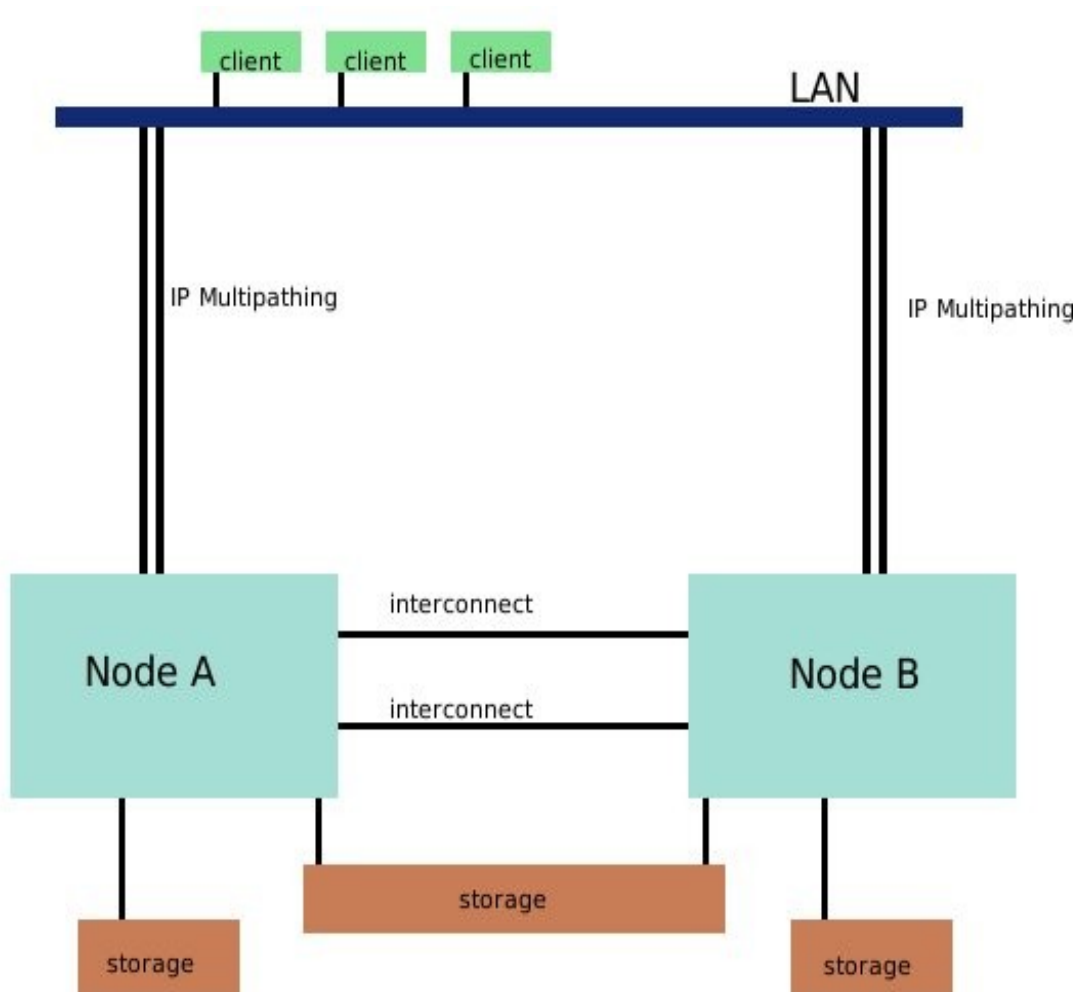 client
client
client
LAN
IP Multipathing
IP Multipathing
interconnect
Node A
Node B
interconnect
storage
storage
storage